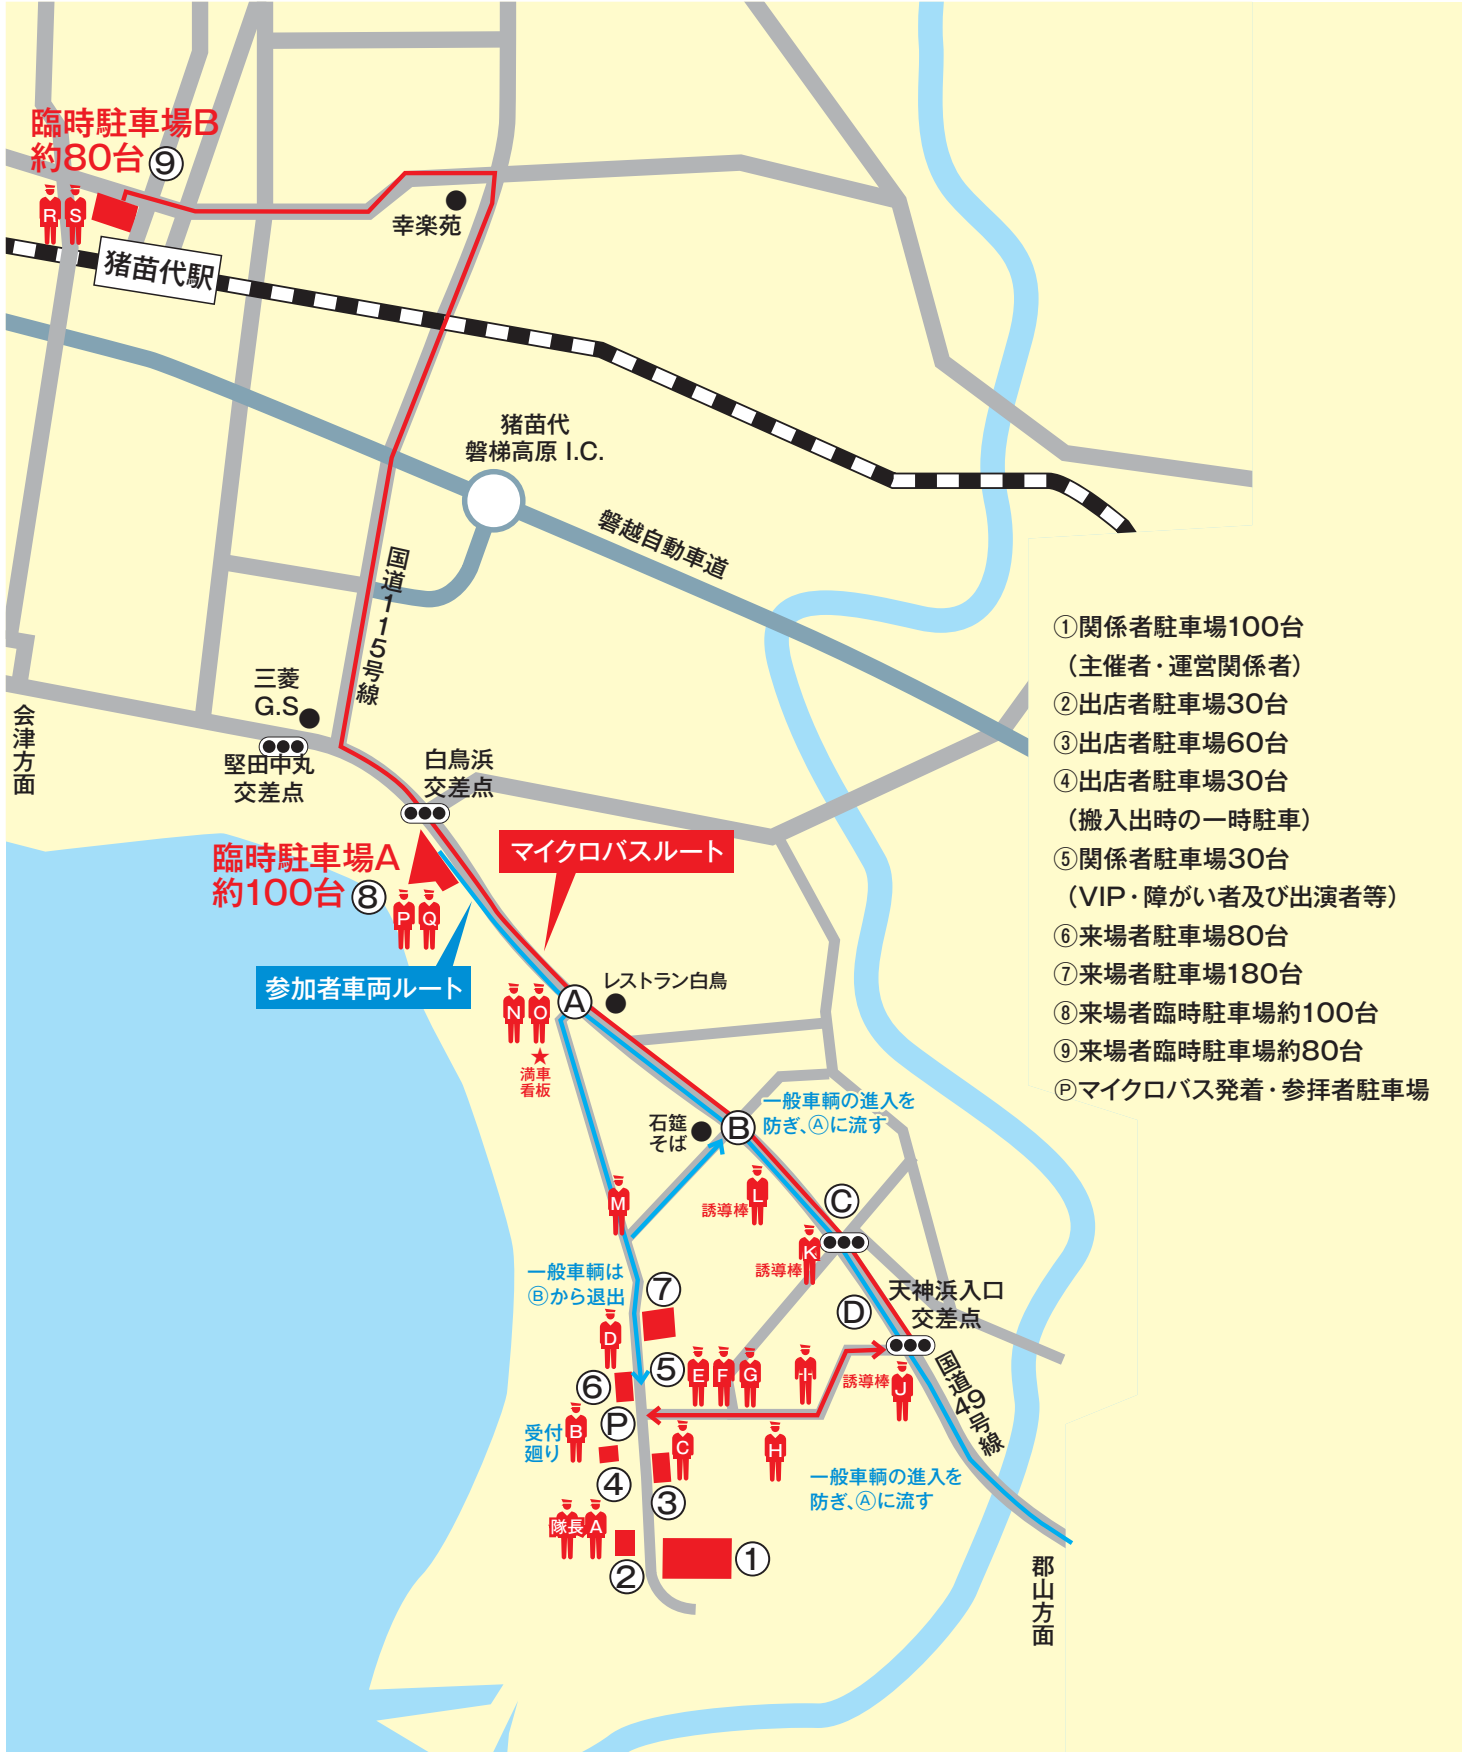 臨時駐車場B
約80台⑨
R
S
幸楽苑
猪苗代駅
猪苗代
磐梯高原 I.C.
磐越自動車道
国道115号線
三菱
G.S
会津方面
堅田中丸
交差点
白鳥浜
交差点
臨時駐車場A
約100台⑧
P
Q
マイクロバスルート
参加者車両ルート
N
O
Ⓐ
レストラン白鳥
★
満車
看板
石筵
そば
Ⓑ
一般車輌の進入を
防ぎ、Ⓐに流す
L
誘導棒
M
Ⓒ
K
誘導棒
一般車輌は
Ⓑから退出
⑦
D
Ⓓ
天神浜入口
交差点
⑤
⑥
E
F
G
I
誘導棒
J
国道49号線
Ⓟ
受付
廻り
B
C
H
④
③
一般車輌の進入を
防ぎ、Ⓐに流す
隊長
A
②
①
郡山方面
①関係者駐車場100台
（主催者・運営関係者）
②出店者駐車場30台
③出店者駐車場60台
④出店者駐車場30台
（搬入出時の一時駐車）
⑤関係者駐車場30台
（VIP・障がい者及び出演者等）
⑥来場者駐車場80台
⑦来場者駐車場180台
⑧来場者臨時駐車場約100台
⑨来場者臨時駐車場約80台
Ⓟマイクロバス発着・参拝者駐車場